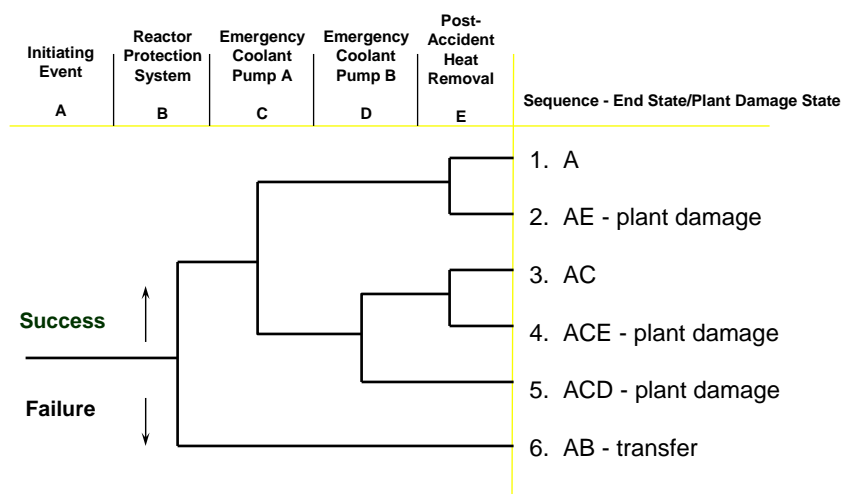 Initiating
Event
A
Reactor
Protection
System
B
Emergency
Coolant
Pump A
C
Emergency
Coolant
Pump B
D
Post-
Accident
Heat
Removal
E
Sequence - End State/Plant Damage State
1. A
2. AE - plant damage
3. AC
4. ACE - plant damage
5. ACD - plant damage
6. AB - transfer
Success
Failure